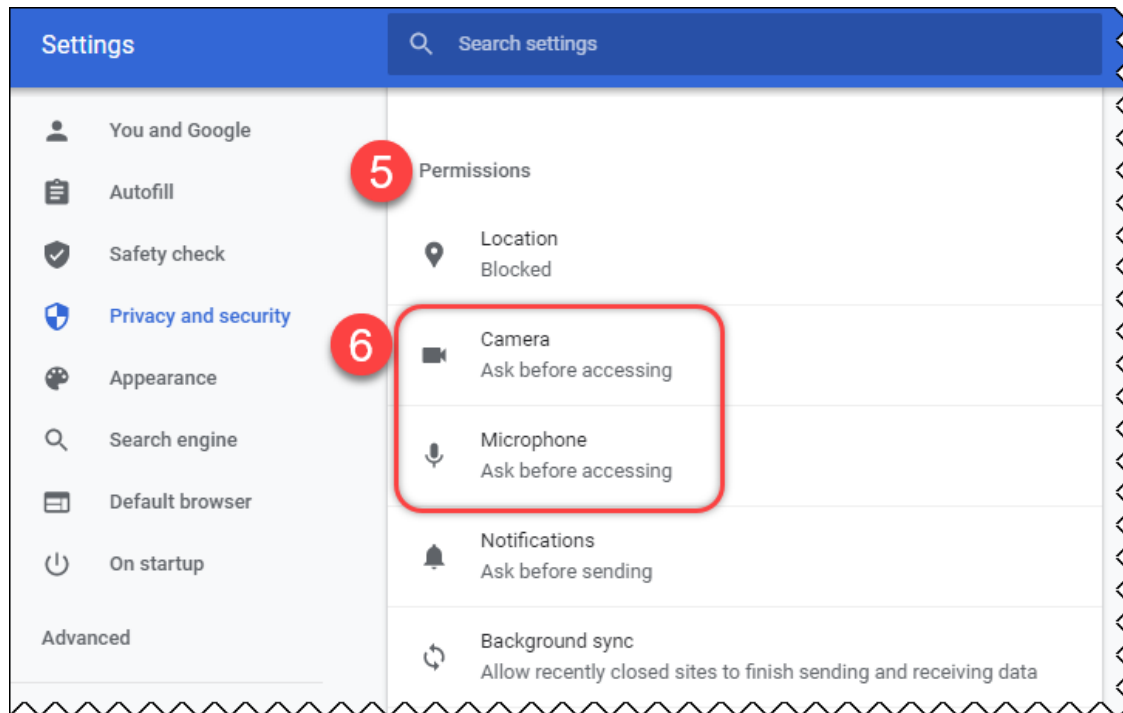 Settings
Search settings
You and Google
Autofill
Safety check
Privacy and security
Appearance
Search engine
Default browser
On startup
Advanced
5 Permissions
Location
Blocked
6
Camera
Ask before accessing
Microphone
Ask before accessing
Notifications
Ask before sending
Background sync
Allow recently closed sites to finish sending and receiving data